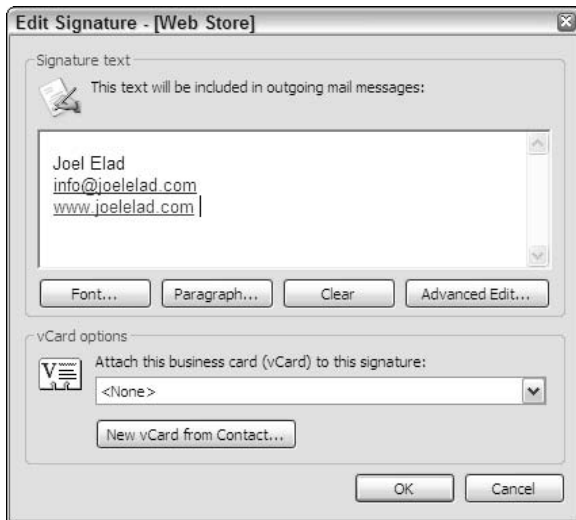 Edit Signature - [Web Store]
Signature text
This text will be included in outgoing mail messages:
Joel Elad
info@joelelad.com
www.joelelad.com
Font... Paragraph... Clear Advanced Edit...
vCard options
Attach this business card (vCard) to this signature:
<None>
New vCard from Contact...
OK Cancel